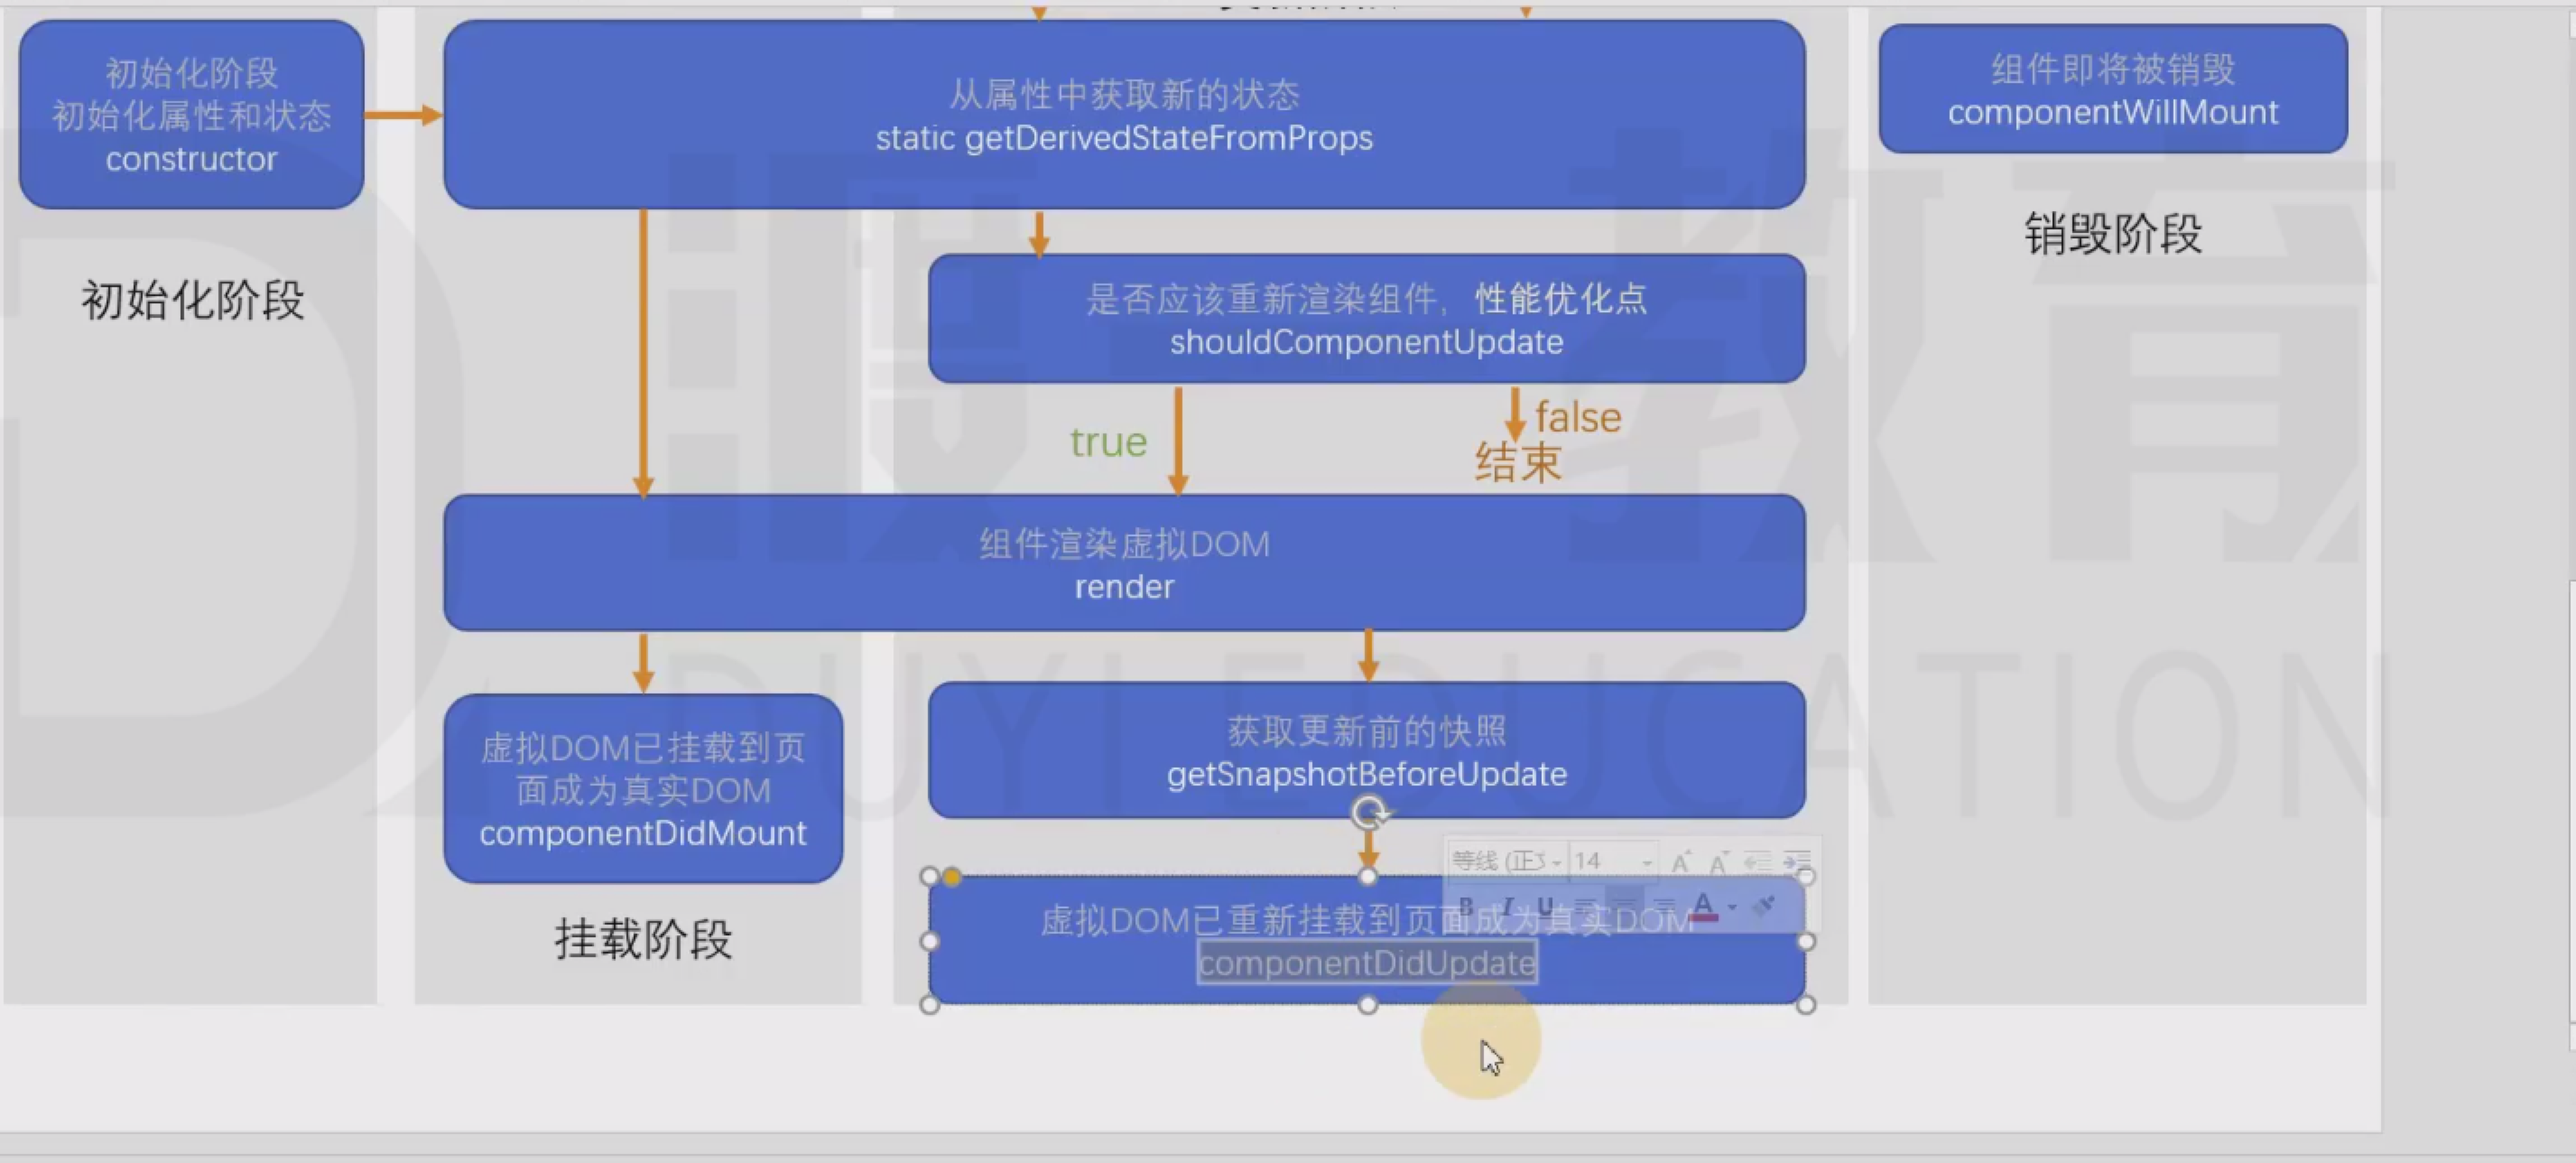 初始化阶段
初始化属性和状态
constructor
初始化阶段
从属性中获取新的状态
static getDerivedStateFromProps
是否应该重新渲染组件，性能优化点
shouldComponentUpdate
true
false
结束
组件渲染虚拟DOM
render
虚拟DOM已挂载到页
面成为真实DOM
componentDidMount
挂载阶段
获取更新前的快照
getSnapshotBeforeUpdate
等线 (正文 14
B I U A
虚拟DOM已重新挂载到页面成为真实DOM
componentDidUpdate
组件即将被销毁
componentWillMount
销毁阶段
教育
DUYI EDUCATION